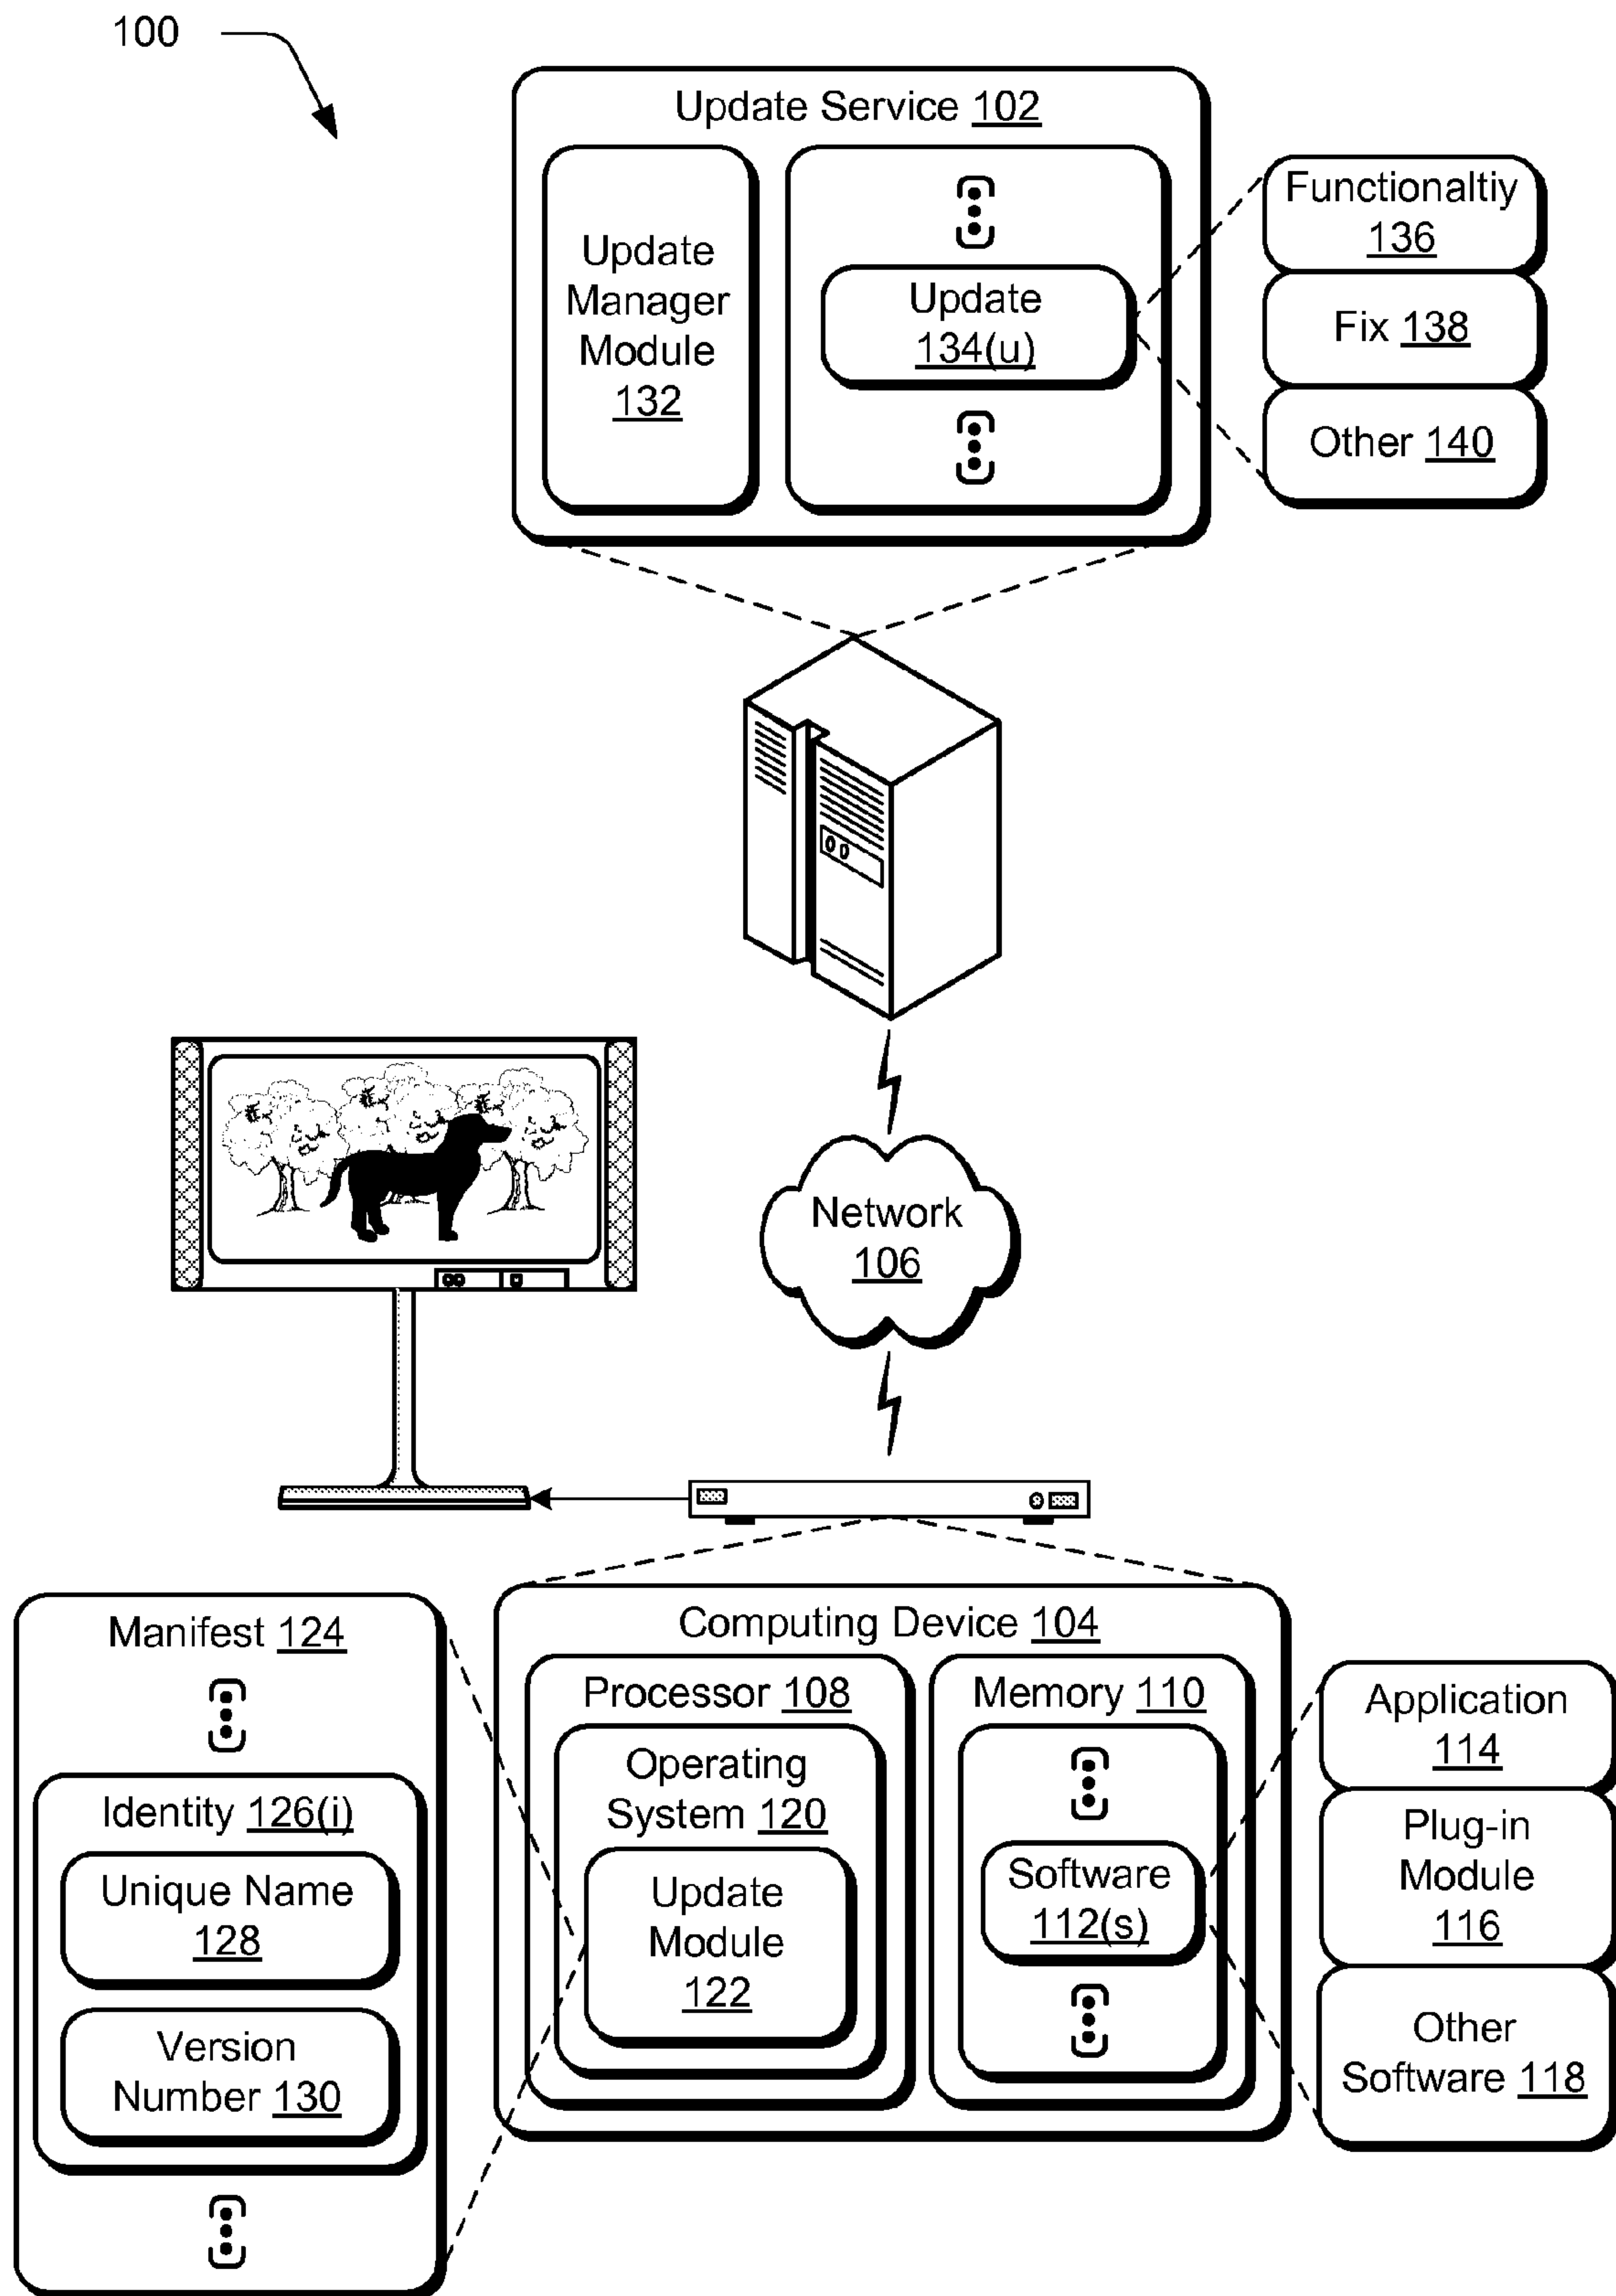 100
Update Service 102
Update
Manager
Module
132
Update
134(u)
Functionaltiy
136
Fix 138
Other 140
Network
106
Manifest 124
Identity 126(i)
Unique Name
128
Version
Number 130
Computing Device 104
Processor 108
Operating
System 120
Update
Module
122
Memory 110
Software
112(s)
Application
114
Plug-in
Module
116
Other
Software 118